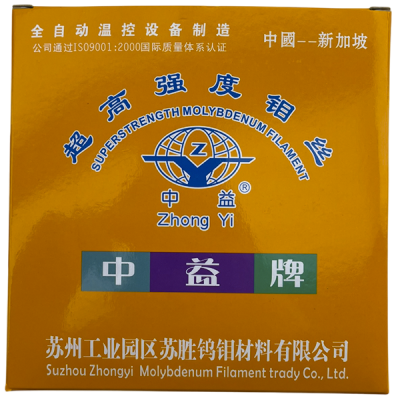 全自动温控设备制造
公司通过ISO9001:2000国际质量体系认证
中國--新加坡
超高强度钼丝
SUPERSTRENGTH MOLYBDENUM FILAMENT
Z
中益®
Zhong Yi
中益牌
苏州工业园区苏胜钨钼材料有限公司
Suzhou Zhongyi Molybdenum Filament trady Co., Ltd.